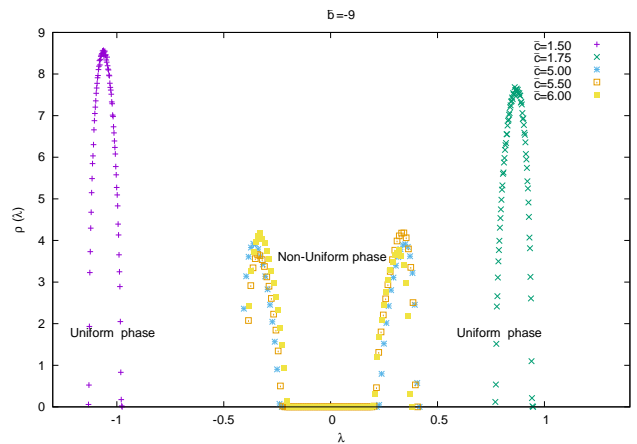 b̄=-9
c̄=1.50
c̄=1.75
c̄=5.00
c̄=5.50
c̄=6.00
9
8
7
6
5
4
3
2
1
0
ρ (λ)
Non-Uniform phase
Uniform phase
Uniform phase
-1
-0.5
0
0.5
1
λ